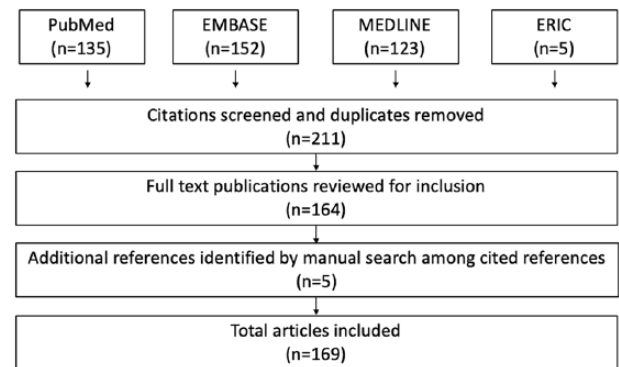 PubMed
(n=135)
EMBASE
(n=152)
MEDLINE
(n=123)
ERIC
(n=5)
Citations screened and duplicates removed
(n=211)
Full text publications reviewed for inclusion
(n=164)
Additional references identified by manual search among cited references
(n=5)
Total articles included
(n=169)